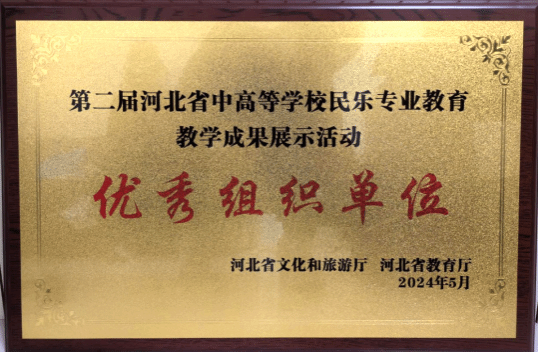 第二届河北省中高等学校民乐专业教育
教学成果展示活动
优秀组织单位
河北省文化和旅游厅 河北省教育厅
2024年5月